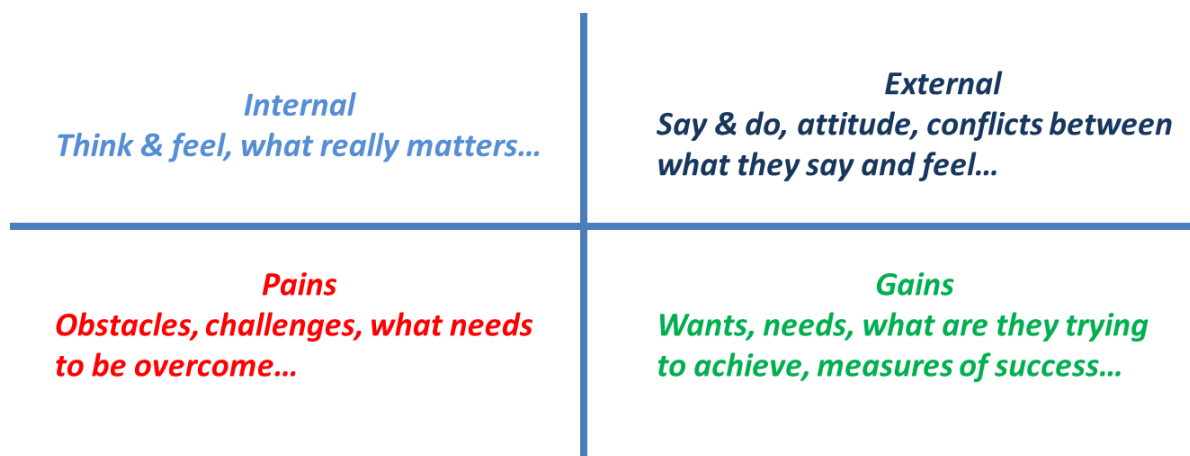 Internal
Think & feel, what really matters…
External
Say & do, attitude, conflicts between
what they say and feel…
Pains
Obstacles, challenges, what needs
to be overcome…
Gains
Wants, needs, what are they trying
to achieve, measures of success…